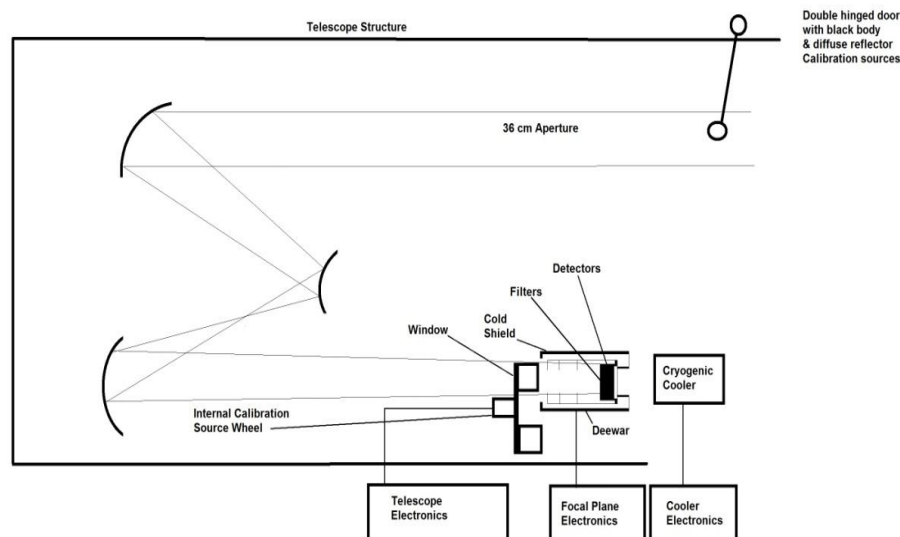 Telescope Structure
Double hinged door
with black body
& diffuse reflector
Calibration sources
36 cm Aperture
Detectors
Filters
Cold
Shield
Window
Cryogenic
Cooler
Internal Calibration
Source Wheel
Deewar
Telescope
Electronics
Focal Plane
Electronics
Cooler
Electronics